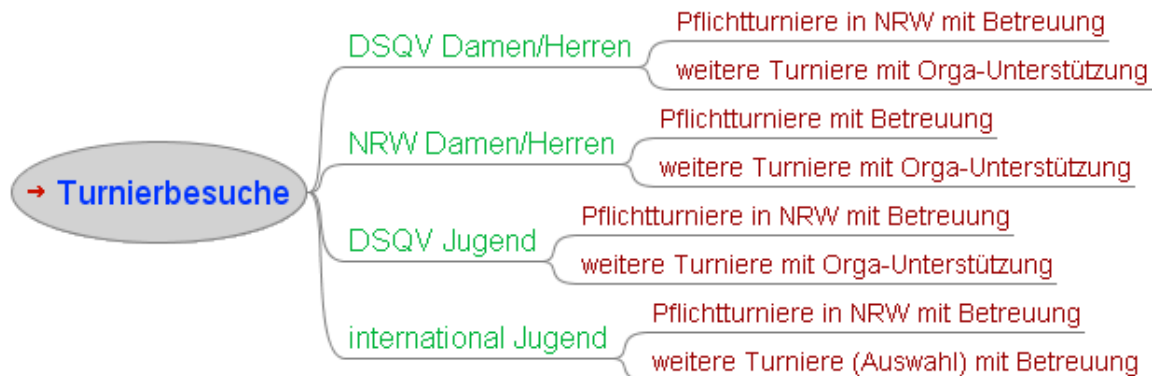 DSQV Damen/Herren
Pflichtturniere in NRW mit Betreuung
weitere Turniere mit Orga-Unterstützung
NRW Damen/Herren
Pflichtturniere mit Betreuung
weitere Turniere mit Orga-Unterstützung
→ Turnierbesuche
DSQV Jugend
Pflichtturniere in NRW mit Betreuung
weitere Turniere mit Orga-Unterstützung
international Jugend
Pflichtturniere in NRW mit Betreuung
weitere Turniere (Auswahl) mit Betreuung